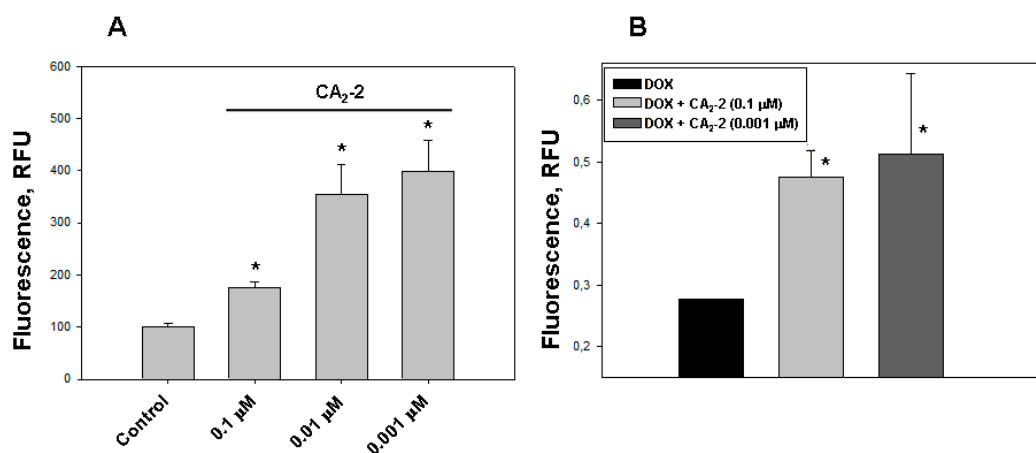 A
Fluorescence, RFU
600
500
400
300
200
100
0
CA₂-2
*
*
*
Control
0.1 µM
0.01 µM
0.001 µM
B
Fluorescence, RFU
0,6
0,5
0,4
0,3
0,2
DOX
DOX + CA₂-2 (0.1 µM)
DOX + CA₂-2 (0.001 µM)
*
*